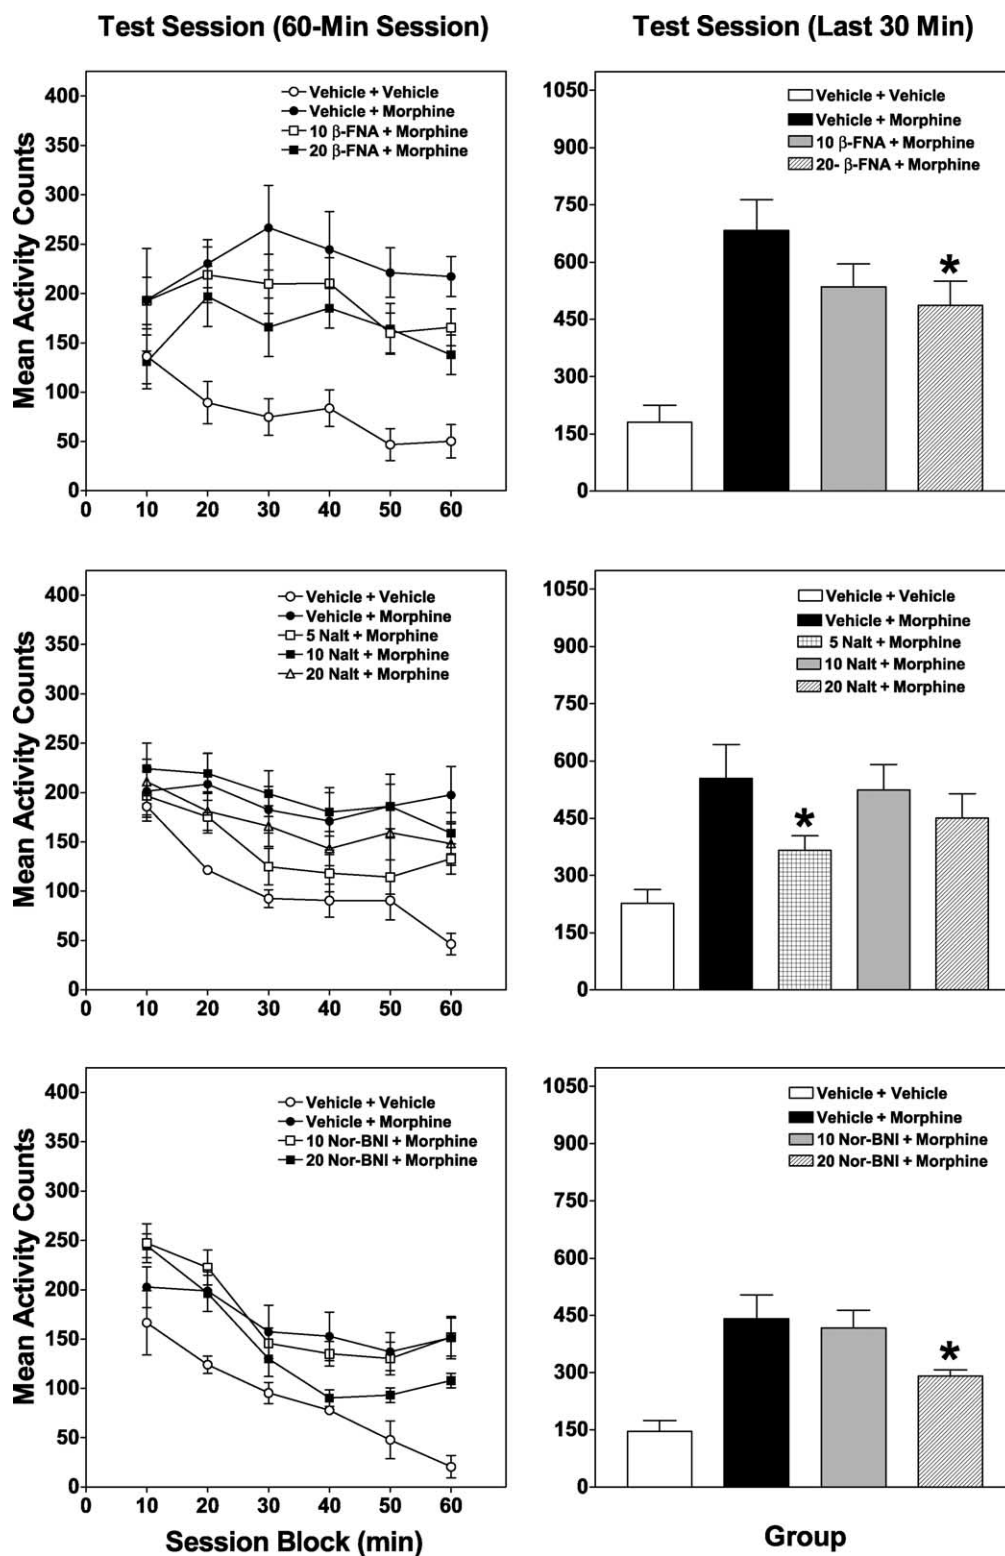 Test Session (60-Min Session)
Test Session (Last 30 Min)
Mean Activity Counts
400
350
300
250
200
150
100
50
0
0 10 20 30 40 50 60
Vehicle + Vehicle
Vehicle + Morphine
10 β-FNA + Morphine
20 β-FNA + Morphine
1050
900
750
600
450
300
150
0
Vehicle + Vehicle
Vehicle + Morphine
10 β-FNA + Morphine
20- β-FNA + Morphine
*
Mean Activity Counts
400
350
300
250
200
150
100
50
0
0 10 20 30 40 50 60
Vehicle + Vehicle
Vehicle + Morphine
5 Nalt + Morphine
10 Nalt + Morphine
20 Nalt + Morphine
1050
900
750
600
450
300
150
0
Vehicle + Vehicle
Vehicle + Morphine
5 Nalt + Morphine
10 Nalt + Morphine
20 Nalt + Morphine
*
Mean Activity Counts
400
350
300
250
200
150
100
50
0
0 10 20 30 40 50 60
Vehicle + Vehicle
Vehicle + Morphine
10 Nor-BNI + Morphine
20 Nor-BNI + Morphine
1050
900
750
600
450
300
150
0
Vehicle + Vehicle
Vehicle + Morphine
10 Nor-BNI + Morphine
20 Nor-BNI + Morphine
*
Session Block (min)
Group